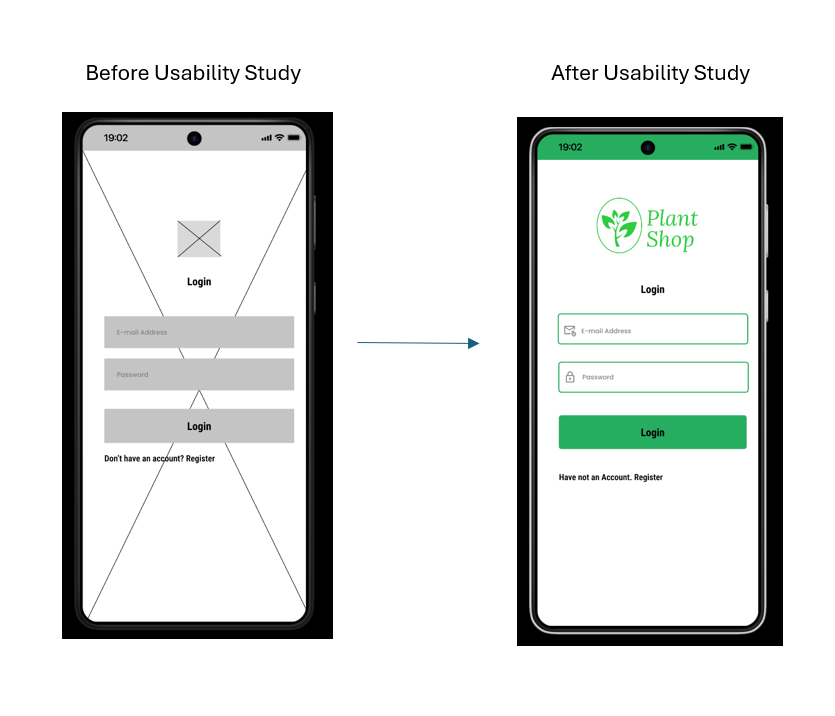 Before Usability Study
After Usability Study
19:02
Login
E-mail Address
Password
Login
Don't have an account? Register
19:02
Plant
Shop
Login
E-mail Address
Password
Login
Have not an Account. Register